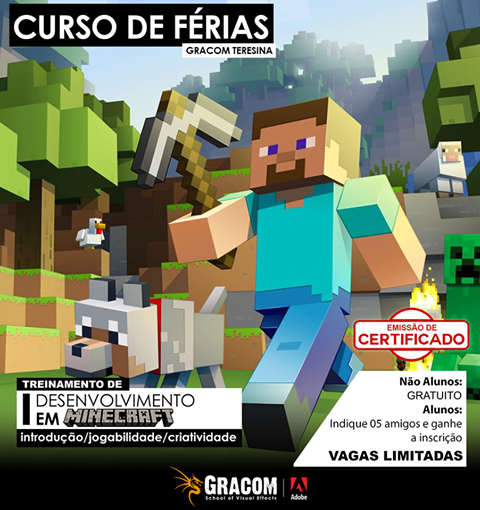 CURSO DE FÉRIAS
GRACOM TERESINA
EMISSÃO DE
CERTIFICADO
TREINAMENTO DE
DESENVOLVIMENTO
EM MINECRAFT
introdução/jogabilidade/criatividade
Não Alunos:
GRATUITO
Alunos:
Indique 05 amigos e ganhe
a inscrição
VAGAS LIMITADAS
GRACOM
School of Visual Effects
Adobe